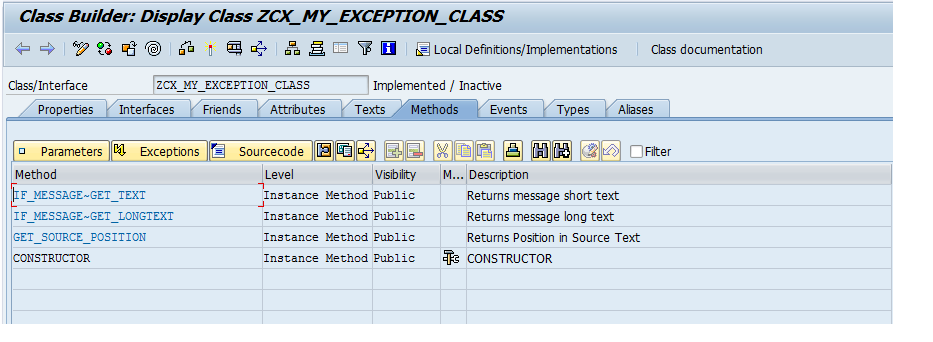 Class Builder: Display Class ZCX_MY_EXCEPTION_CLASS
Local Definitions/Implementations Class documentation
Class/Interface ZCX_MY_EXCEPTION_CLASS Implemented / Inactive
Properties Interfaces Friends Attributes Texts Methods Events Types Aliases
Parameters Exceptions Sourcecode Filter
Method Level Visibility M... Description
IF_MESSAGE~GET_TEXT Instance Method Public Returns message short text
IF_MESSAGE~GET_LONGTEXT Instance Method Public Returns message long text
GET_SOURCE_POSITION Instance Method Public Returns Position in Source Text
CONSTRUCTOR Instance Method Public CONSTRUCTOR